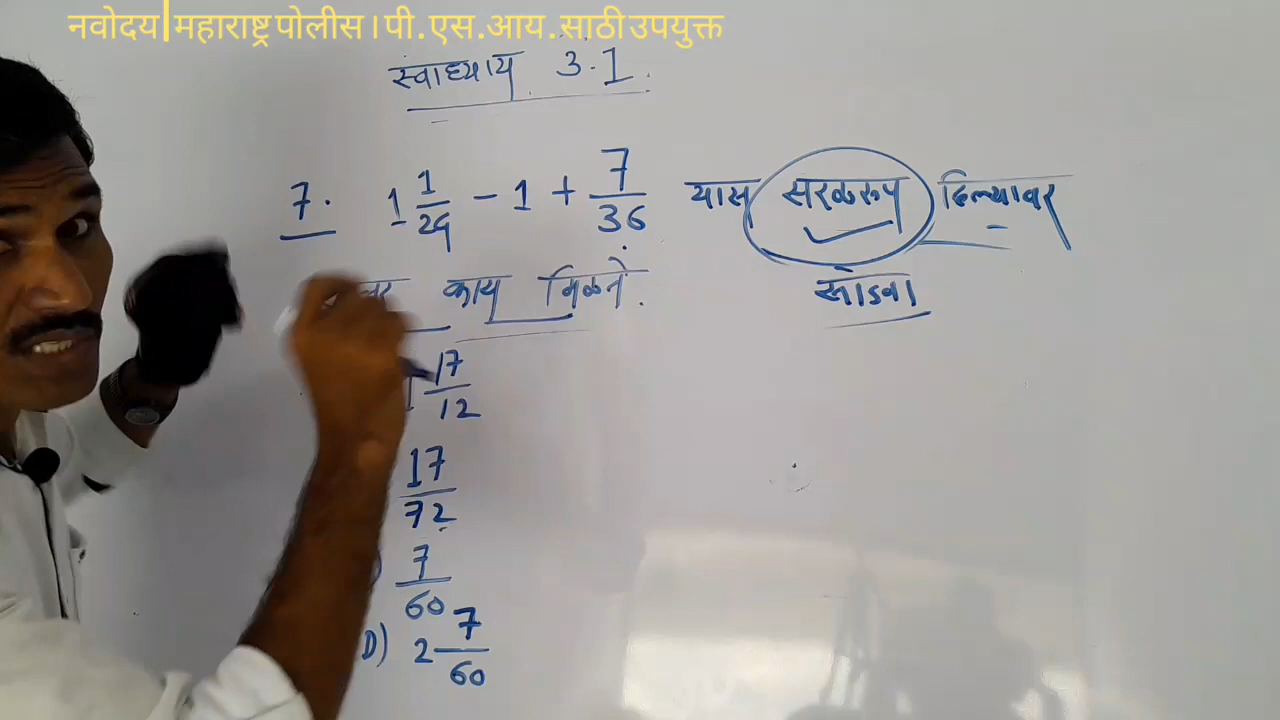 नवोदय|महाराष्ट्र पोलीस । पी . एस . आय . साठी उपयुक्त
स्वाध्याय 3.1
7. 1 1/24 - 1 + 7/36 यास सरळरूप दिल्यावर
काय मिळते. सोडवा
1 17/12
17/72
7/60
D) 2 7/60